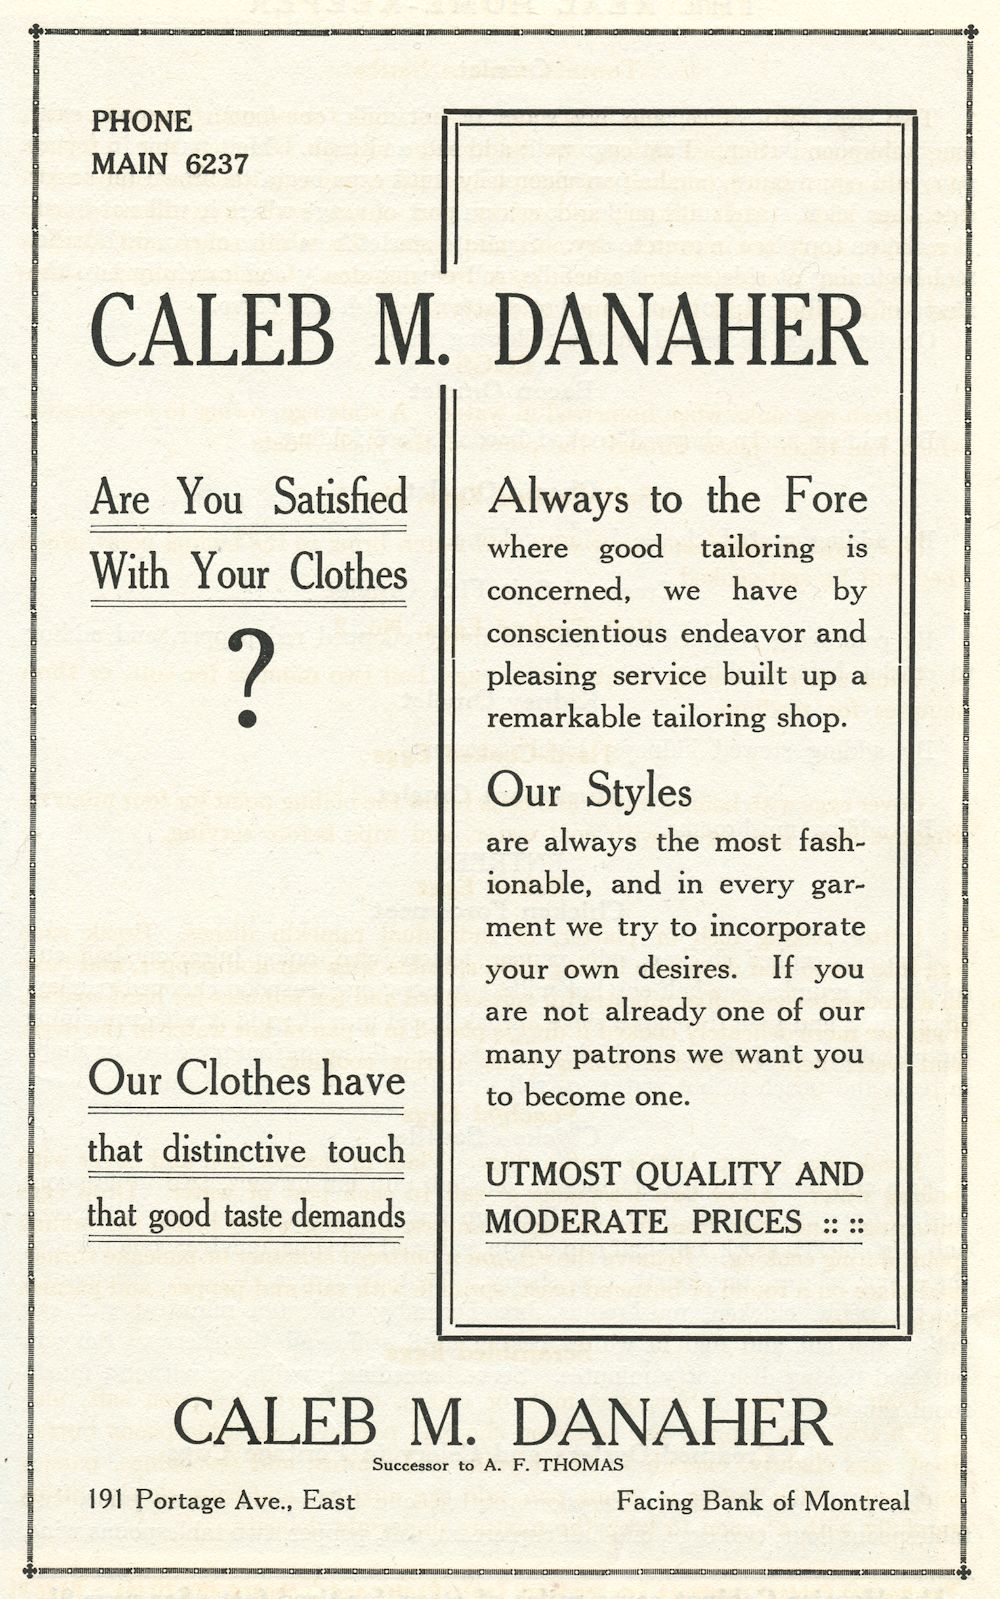 PHONE
MAIN 6237
CALEB M. DANAHER
Are You Satisfied
With Your Clothes
?
Our Clothes have
that distinctive touch
that good taste demands
Always to the Fore
where good tailoring is
concerned, we have by
conscientious endeavor and
pleasing service built up a
remarkable tailoring shop.
Our Styles
are always the most fash-
ionable, and in every gar-
ment we try to incorporate
your own desires. If you
are not already one of our
many patrons we want you
to become one.
UTMOST QUALITY AND
MODERATE PRICES :: ::
CALEB M. DANAHER
Successor to A. F. THOMAS
191 Portage Ave., East
Facing Bank of Montreal